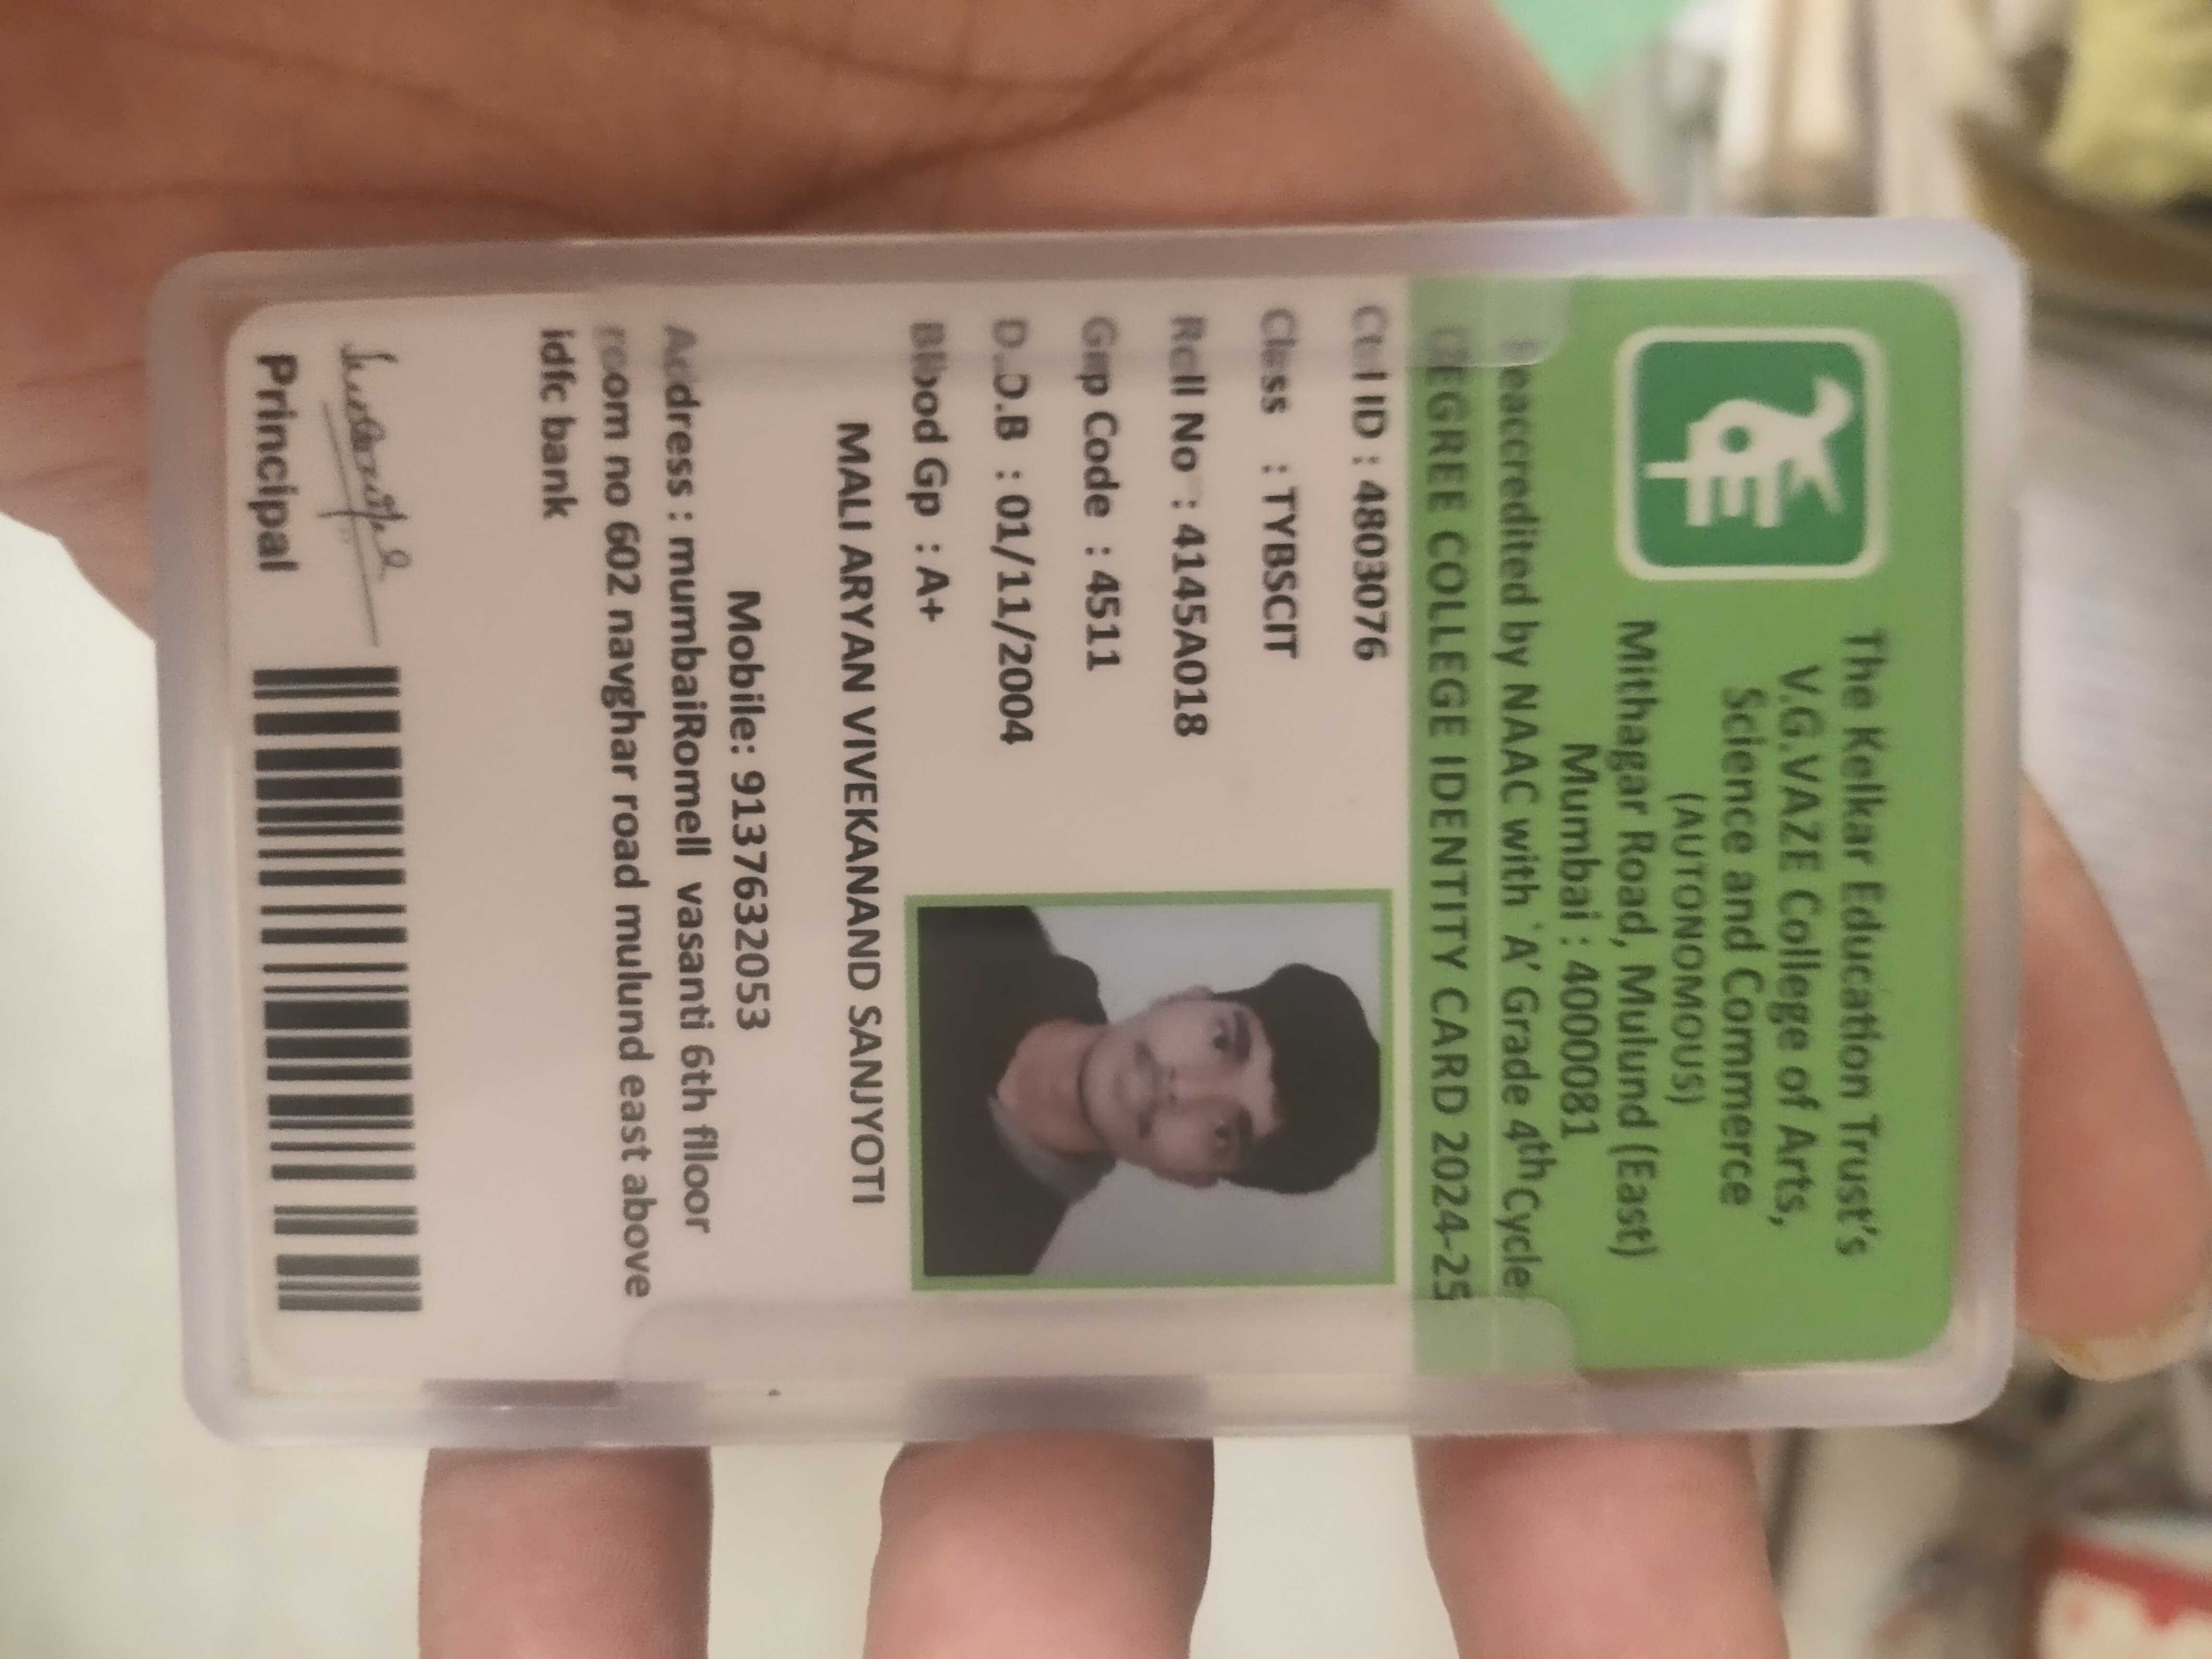 The Kelkar Education Trust's
V.G.VAZE College of Arts,
Science and Commerce
(AUTONOMOUS)
Mithagar Road, Mulund (East)
Mumbai : 400081
Reaccredited by NAAC with `A' Grade 4th Cycle
DEGREE COLLEGE IDENTITY CARD 2024-25
Ctrl ID : 4803076
Class : TYBSCIT
Roll No : 4145A018
Grp Code : 4511
D.O.B : 01/11/2004
Blood Gp : A+
MALI ARYAN VIVEKANAND SANJYOTI
Mobile: 9137632053
Address : mumbaiRomell vasanti 6th flloor
room no 602 navghar road mulund east above
idfc bank
Principal